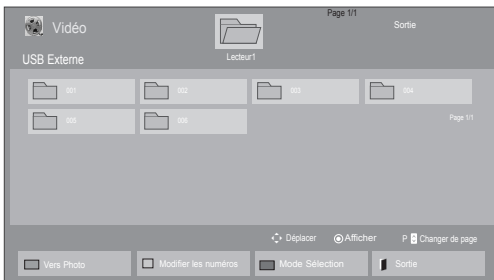 Page 1/1
Vidéo
Sortie
USB Externe
Lecteur1
001
002
003
004
005
006
Page 1/1
Déplacer
Afficher
P Changer de page
Vers Photo
Modifier les numéros
Mode Sélection
Sortie